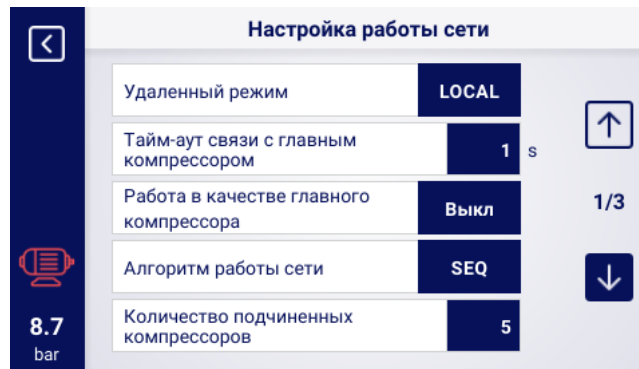 Настройка работы сети
Удаленный режим
LOCAL
Тайм-аут связи с главным
компрессором
1 s
Работа в качестве главного
компрессора
Выкл
Алгоритм работы сети
SEQ
Количество подчиненных
компрессоров
5
1/3
8.7
bar